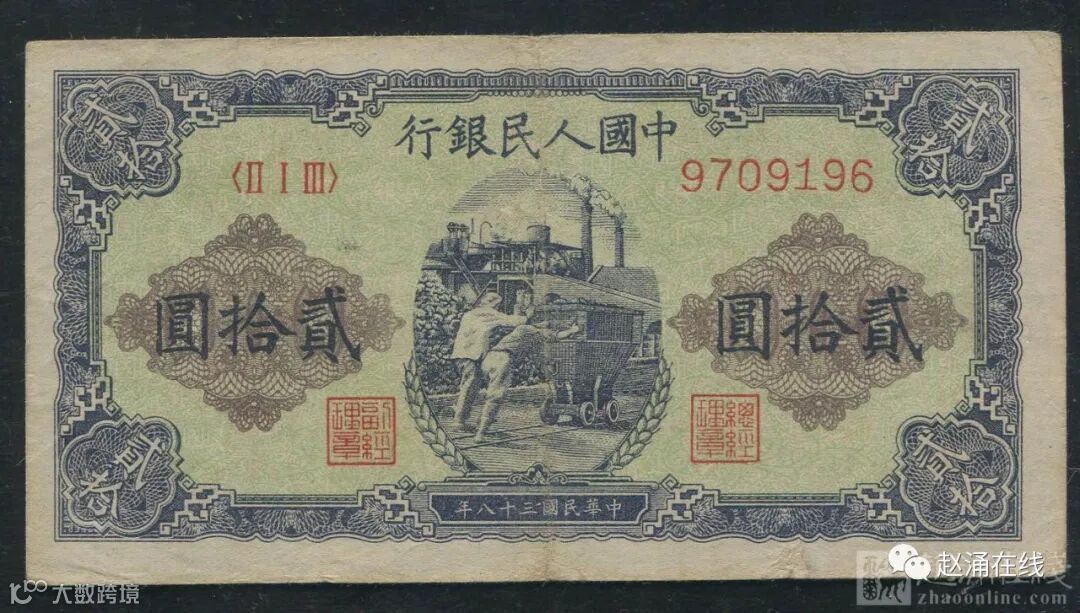 中國人民銀行
〈II I III〉
9709196
貳拾
貳拾
貳拾圓
貳拾圓
總經理章
副經理章
貳拾
貳拾
中華民國三十八年
大数跨境
赵涌在线
zhaoonline.com